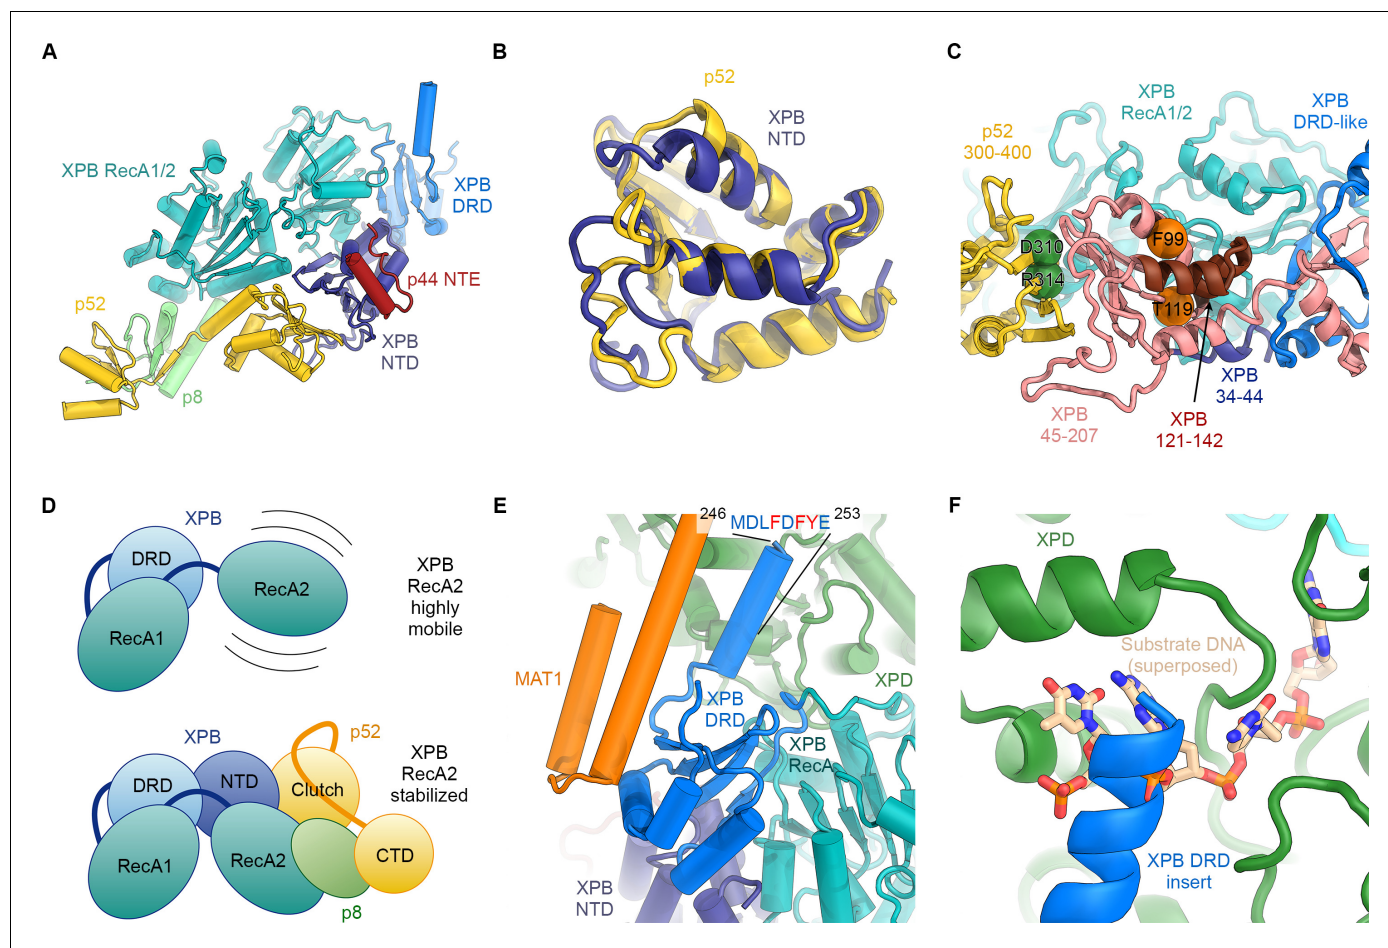 A
XPB RecA1/2
XPB
DRD
p44 NTE
p52
XPB
NTD
p8
B
p52
XPB
NTD
C
XPB
RecA1/2
XPB
DRD-like
p52
300-400
D310
R314
F99
T119
XPB
34-44
XPB
45-207
XPB
121-142
D
XPB
DRD
RecA2
RecA1
XPB
RecA2
highly
mobile
p52
XPB
DRD
NTD
Clutch
XPB
RecA2
stabilized
RecA1
RecA2
CTD
p8
E
246 MDLFDFYE 253
MAT1
XPD
XPB
DRD
XPB
RecA
XPB
NTD
F
XPD
Substrate DNA
(superposed)
XPB DRD
insert